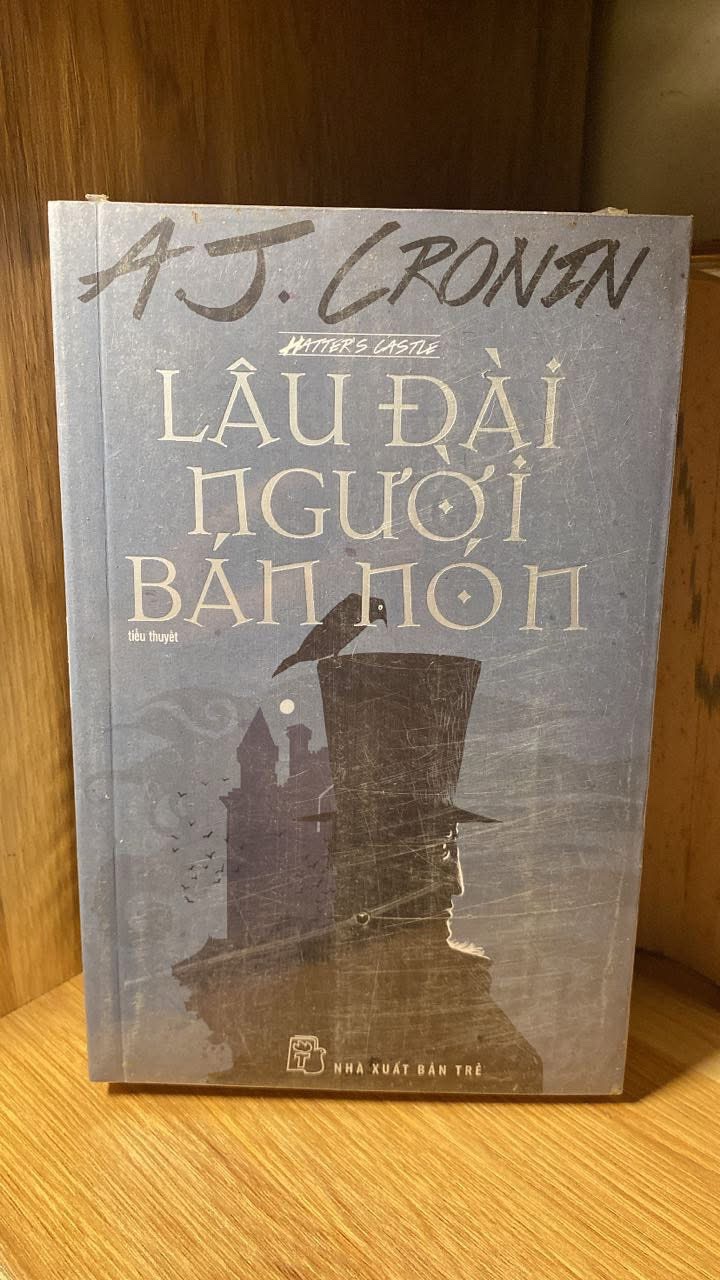 A.J. CRONIN
HATTER'S CASTLE
LÂU ĐÀI
NGƯỜI
BÁN NÓN
tiểu thuyết
T
NHÀ XUẤT BẢN TRẺ